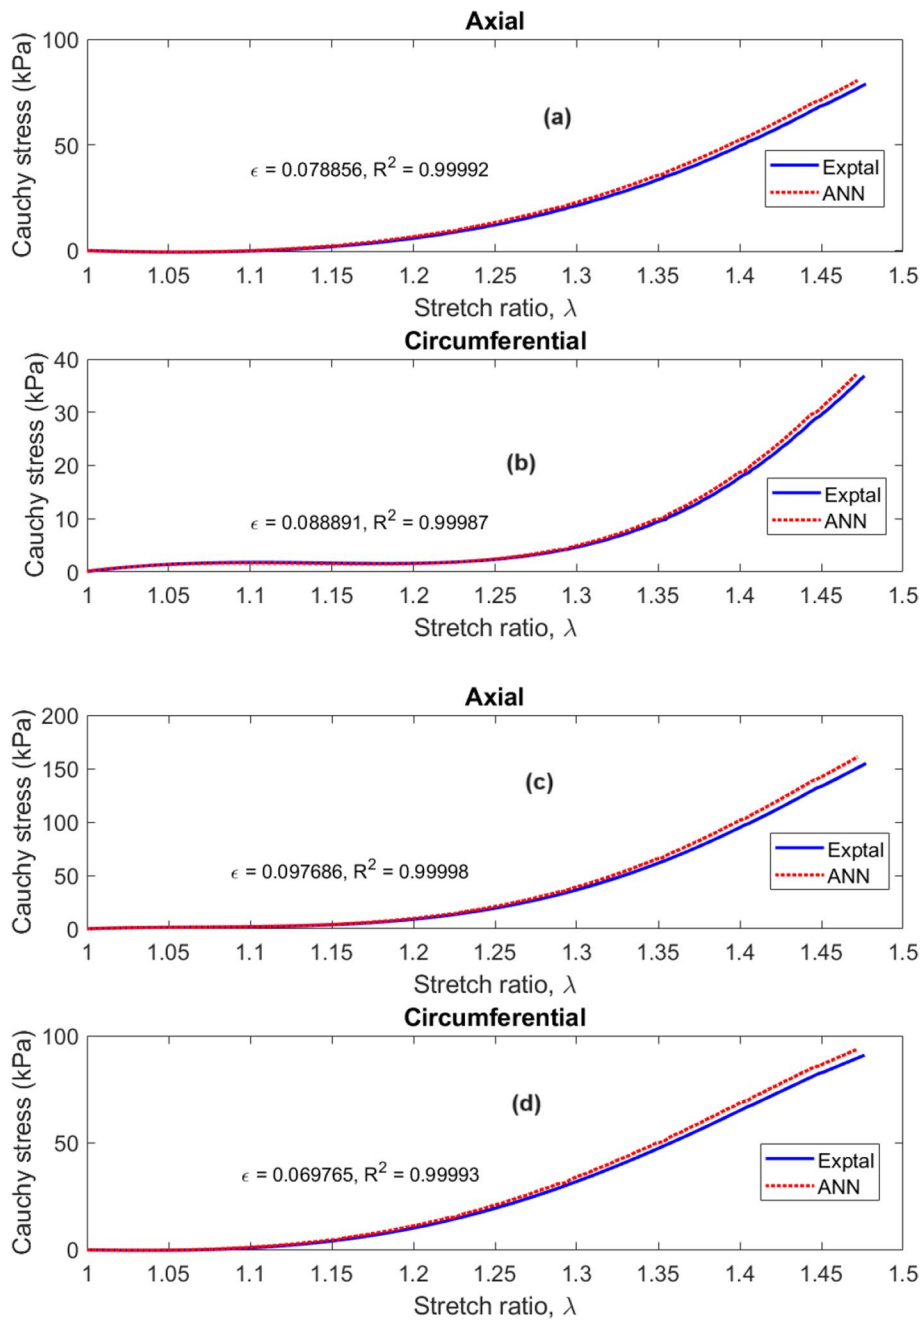 Axial
Cauchy stress (kPa)
100
50
0
(a)
ϵ = 0.078856, R² = 0.99992
Exptal
ANN
1 1.05 1.1 1.15 1.2 1.25 1.3 1.35 1.4 1.45 1.5
Stretch ratio, λ
Circumferential
Cauchy stress (kPa)
40
30
20
10
0
(b)
ϵ = 0.088891, R² = 0.99987
Exptal
ANN
1 1.05 1.1 1.15 1.2 1.25 1.3 1.35 1.4 1.45 1.5
Stretch ratio, λ
Axial
Cauchy stress (kPa)
200
150
100
50
0
(c)
ϵ = 0.097686, R² = 0.99998
Exptal
ANN
1 1.05 1.1 1.15 1.2 1.25 1.3 1.35 1.4 1.45 1.5
Stretch ratio, λ
Circumferential
Cauchy stress (kPa)
100
50
0
(d)
ϵ = 0.069765, R² = 0.99993
Exptal
ANN
1 1.05 1.1 1.15 1.2 1.25 1.3 1.35 1.4 1.45 1.5
Stretch ratio, λ